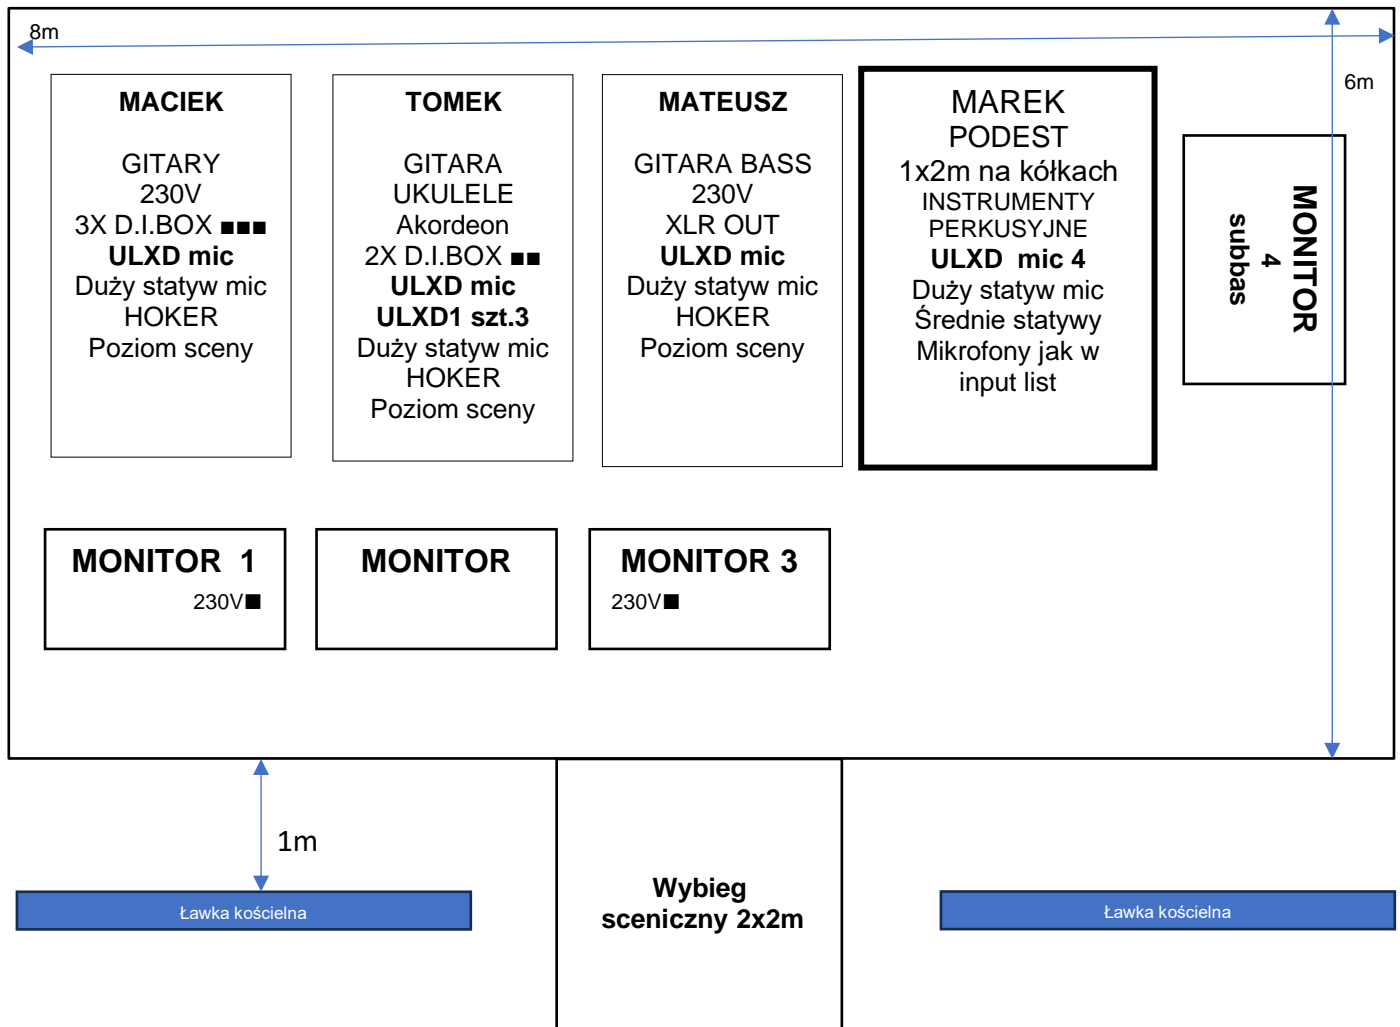 8m
6m
MACIEK
GITARY
230V
3X D.I.BOX ■■■
ULXD mic
Duży statyw mic
HOKER
Poziom sceny
TOMEK
GITARA
UKULELE
Akordeon
2X D.I.BOX ■■
ULXD mic
ULXD1 szt.3
Duży statyw mic
HOKER
Poziom sceny
MATEUSZ
GITARA BASS
230V
XLR OUT
ULXD mic
Duży statyw mic
HOKER
Poziom sceny
MAREK
PODEST
1x2m na kółkach
INSTRUMENTY
PERKUSYJNE
ULXD mic 4
Duży statyw mic
Średnie statywy
Mikrofony jak w
input list
MONITOR
4
subbas
MONITOR 1
230V■
MONITOR
MONITOR 3
230V■
1m
Ławka kościelna
Wybieg
sceniczny 2x2m
Ławka kościelna